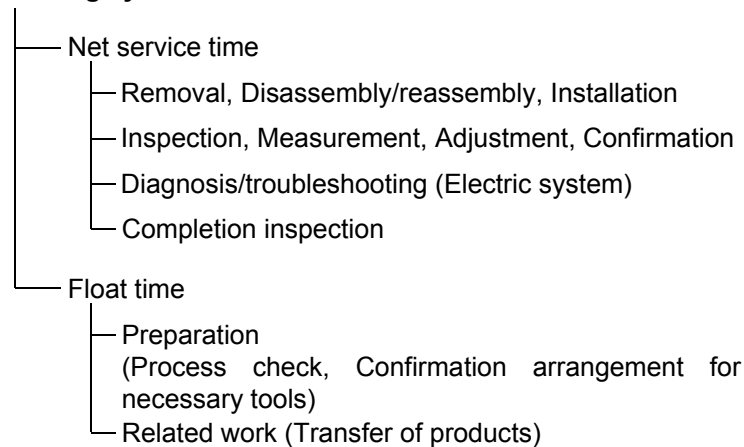 Net service time
Removal, Disassembly/reassembly, Installation
Inspection, Measurement, Adjustment, Confirmation
Diagnosis/troubleshooting (Electric system)
Completion inspection
Float time
Preparation
(Process check, Confirmation arrangement for
necessary tools)
Related work (Transfer of products)